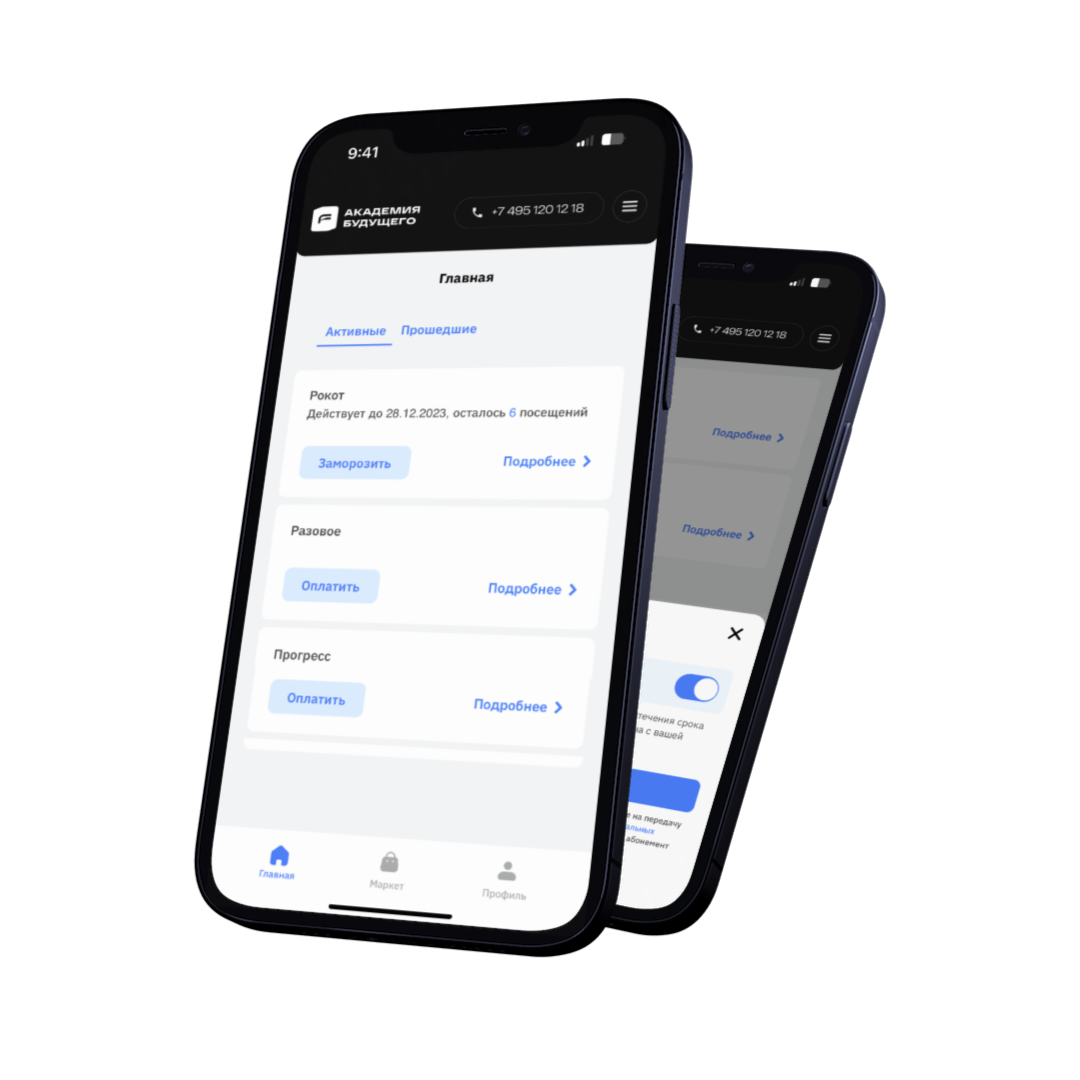 9:41
АКАДЕМИЯ
БУДУЩЕГО
+7 495 120 12 18
Главная
Активные Прошедшие
Рокот
Действует до 28.12.2023, осталось 6 посещений
Заморозить Подробнее
Разовое
Оплатить Подробнее
Прогресс
Оплатить Подробнее
Главная Маркет Профиль
+7 495 120 12 18
Подробнее
Подробнее
течения срока
на с вашей
е на передачу
альных
абонемент